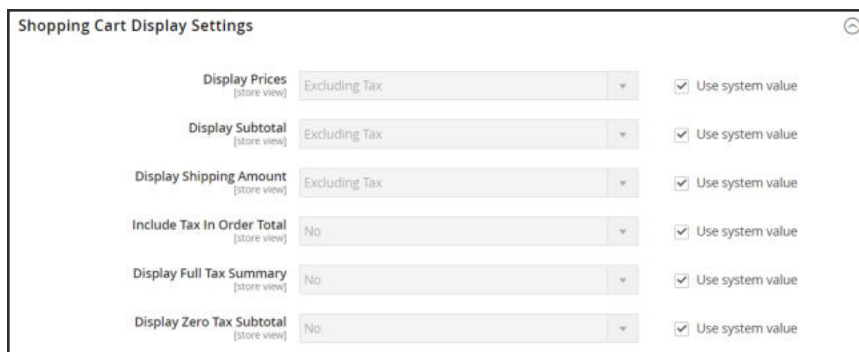 Shopping Cart Display Settings
Display Prices Excluding Tax Use system value
[store view]
Display Subtotal Excluding Tax Use system value
[store view]
Display Shipping Amount Excluding Tax Use system value
[store view]
Include Tax In Order Total No Use system value
[store view]
Display Full Tax Summary No Use system value
[store view]
Display Zero Tax Subtotal No Use system value
[store view]